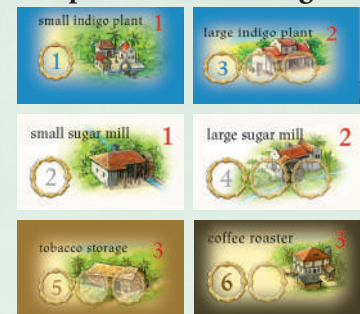 small indigo plant 1
1
large indigo plant 2
3
small sugar mill 1
2
large sugar mill 2
4
tobacco storage 3
5
coffee roaster 3
6